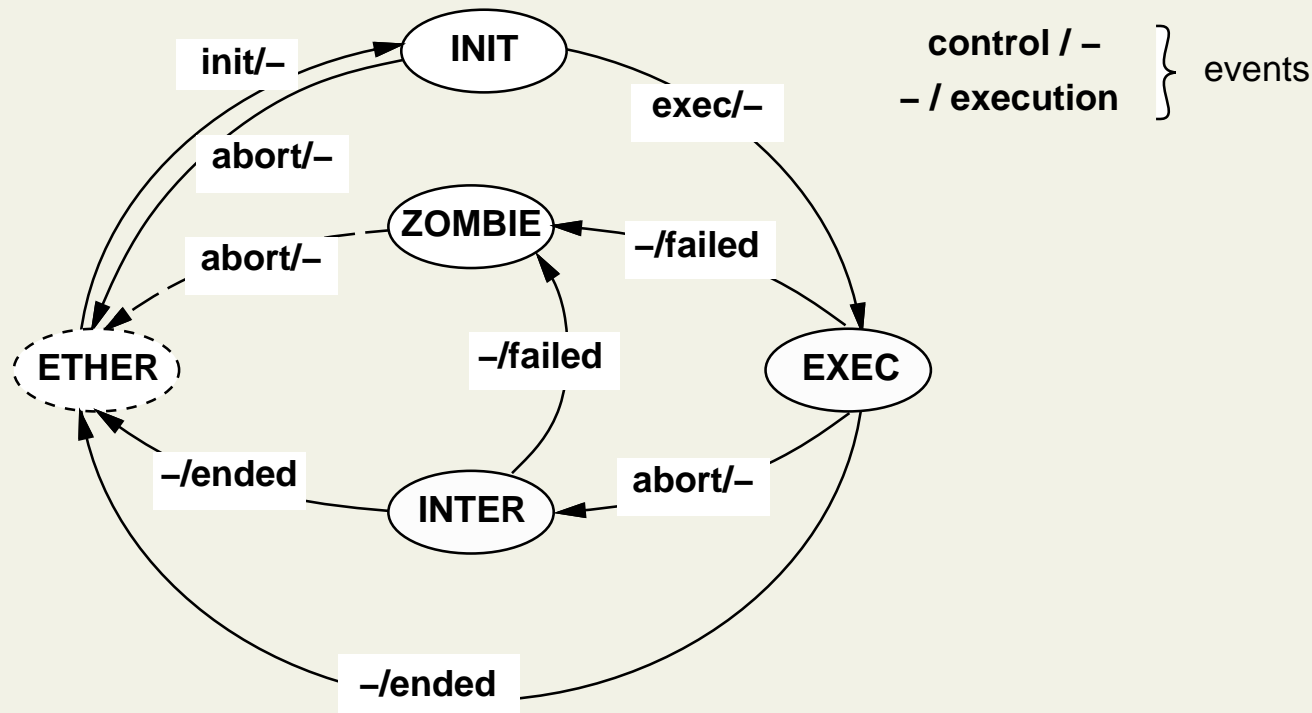 INIT
control / –
init/–
events
– / execution
exec/–
abort/–
ZOMBIE
–/failed
abort/–
–/failed
ETHER
EXEC
–/ended
abort/–
INTER
–/ended